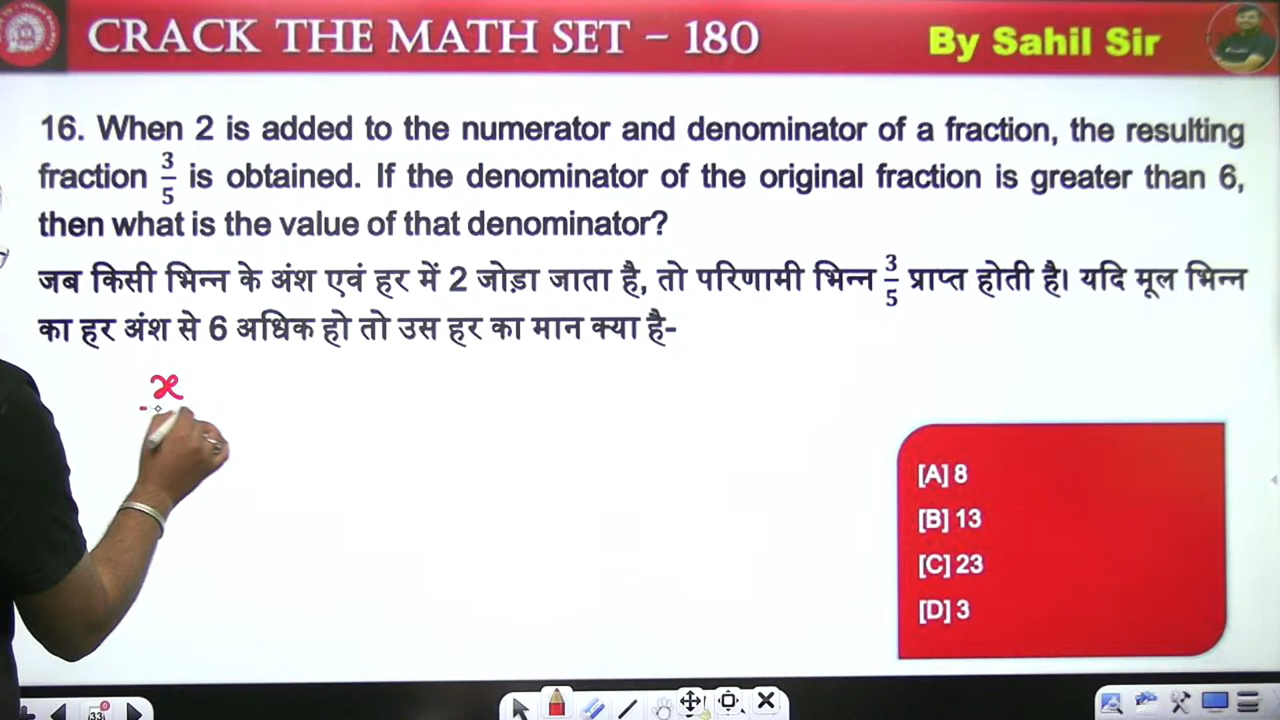 CRACK THE MATH SET – 180
By Sahil Sir
16. When 2 is added to the numerator and denominator of a fraction, the resulting
fraction 3/5 is obtained. If the denominator of the original fraction is greater than 6,
then what is the value of that denominator?
जब किसी भिन्न के अंश एवं हर में 2 जोड़ा जाता है, तो परिणामी भिन्न 3/5 प्राप्त होती है। यदि मूल भिन्न
का हर अंश से 6 अधिक हो तो उस हर का मान क्या है-
x
[A] 8
[B] 13
[C] 23
[D] 3
33